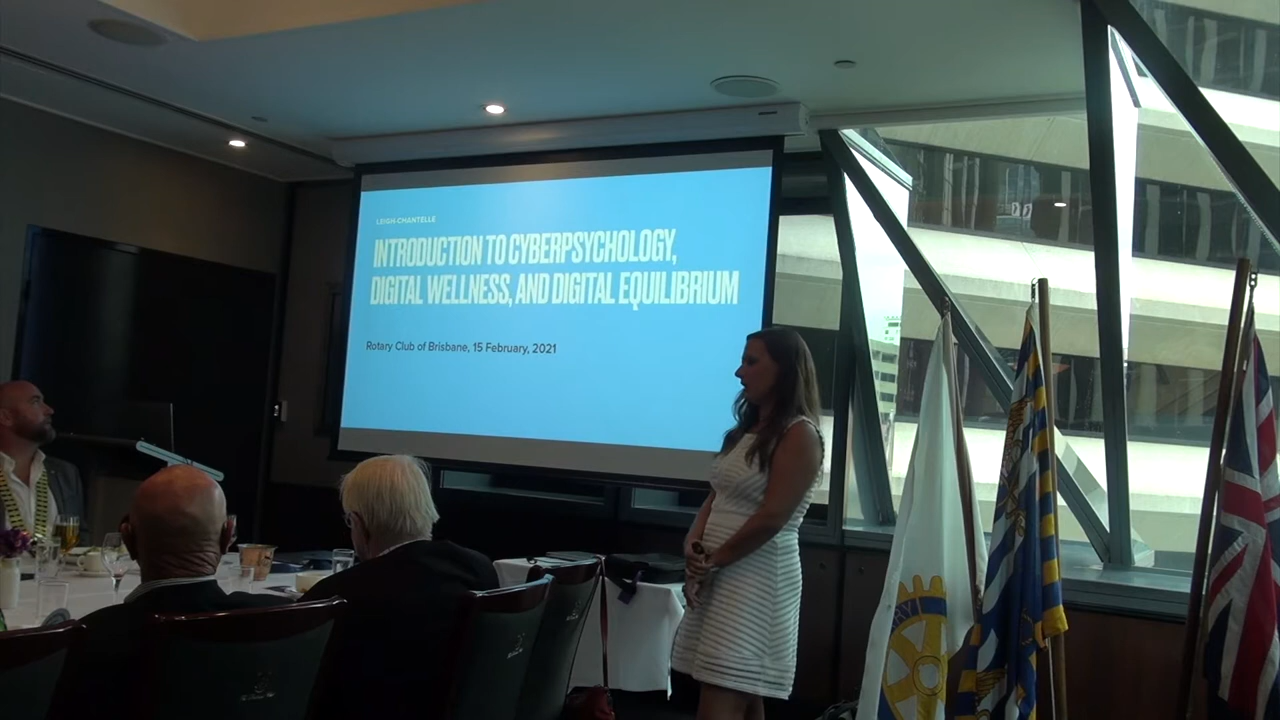 LEIGH-CHANTELLE
INTRODUCTION TO CYBERPSYCHOLOGY,
DIGITAL WELLNESS, AND DIGITAL EQUILIBRIUM
Rotary Club of Brisbane, 15 February, 2021